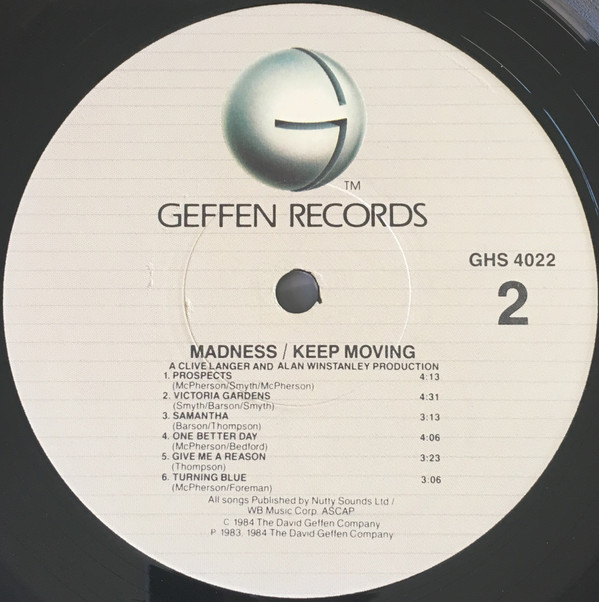 TM
GEFFEN RECORDS
GHS 4022
2
MADNESS / KEEP MOVING
A CLIVE LANGER AND ALAN WINSTANLEY PRODUCTION
1. PROSPECTS 4:13
(McPherson/Smyth/McPherson)
2. VICTORIA GARDENS 4:31
(Smyth/Barson/Smyth)
3. SAMANTHA 3:13
(Barson/Thompson)
4. ONE BETTER DAY 4:06
(McPherson/Bedford)
5. GIVE ME A REASON 3:23
(Thompson)
6. TURNING BLUE 3:06
(McPherson/Foreman)
All songs Published by Nutty Sounds Ltd /
WB Music Corp. ASCAP
C 1984 The David Geffen Company
P 1983, 1984 The David Geffen Company